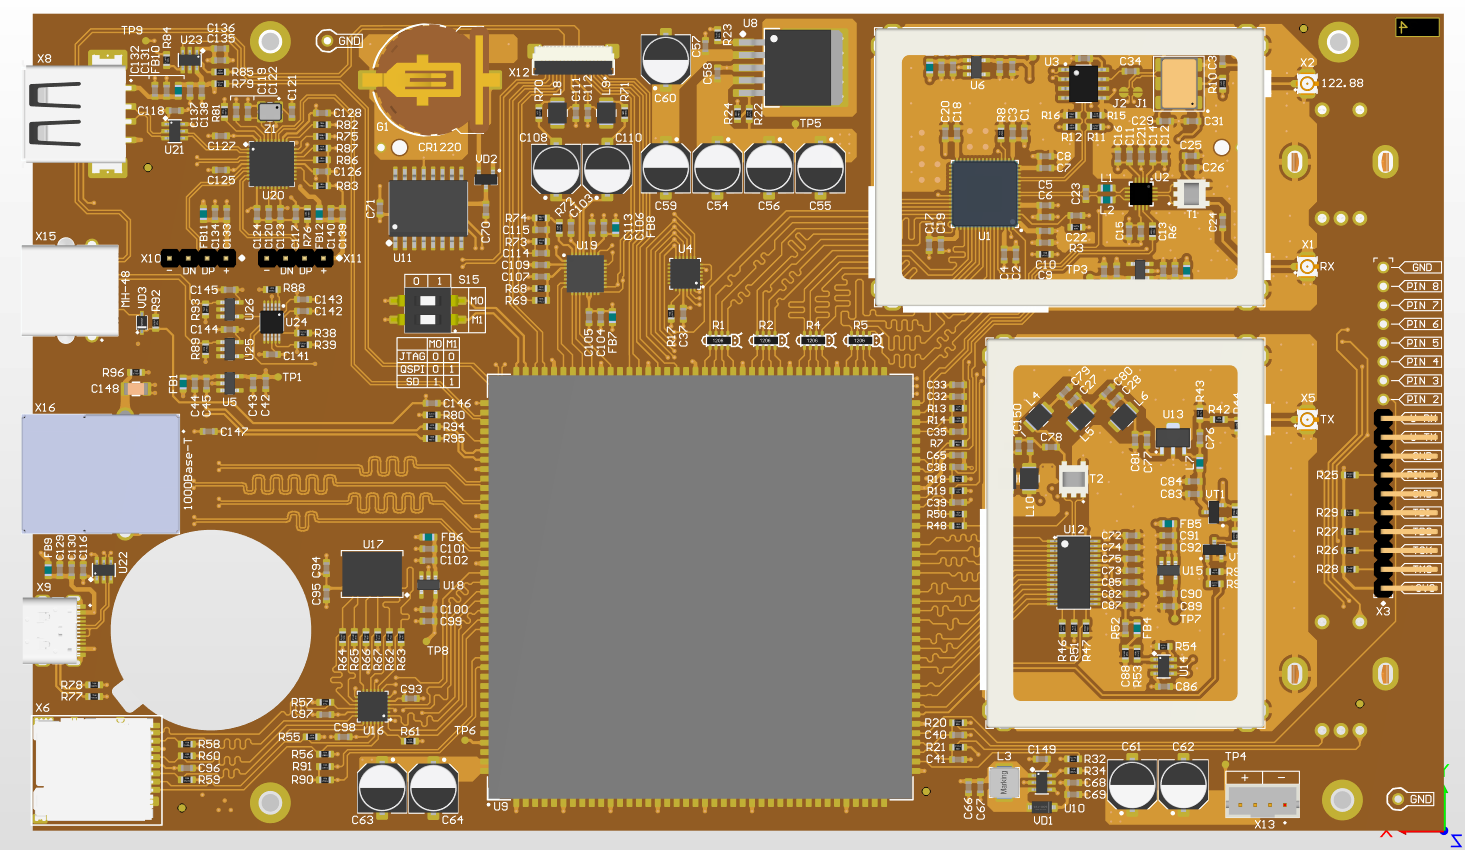 TP9
C136
C135
R84
U23
X8
C132
C131
FB10
R85
R79
C119
C122
C121
C118
C137
C138
R81
Z1
U21
C127
C125
U20
C128
R82
R75
R87
R86
C126
R83
GND
G1
CR1220
VD2
C71
C70
U11
X12
R70
L8
C111
C112
L9
R71
C108
C110
C60
C57
C58
R23
U8
R24
R22
TP5
C59
C54
C56
C55
R72
C103
R74
C115
R73
C114
C109
C107
R68
R69
U19
C113
C106
FB8
U4
C105
C104
FB7
R17
C37
R1
R2
R4
R5
X15
X10
- DN DP +
X11
- DN DP +
FB11
C134
C133
C124
C120
C123
C117
R76
FB12
C140
C139
MH-48
VD3
R92
C145
R93
U26
C144
R89
U25
R88
U24
C143
C142
R38
R39
C141
TP1
R96
C148
FB1
C44
C45
U5
C43
C42
S15
0 1
M0
M1
M0 M1
JTAG 0 0
QSPI 0 1
SD 1 1
X16
1000Base-T
C147
C146
R80
R94
R95
C33
C32
R13
R14
C35
R7
C65
C38
R18
R19
C39
R50
R48
U6
U3
C34
J2
J1
R10
C31
X2
122.88
C20
C18
R8
C3
C1
R16
R15
R12
R11
C29
C16
C11
C21
C14
C12
C25
C26
C8
C7
C6
C5
C23
L1
L2
U2
T1
C24
C17
C19
U1
C22
R3
C15
C13
R6
C4
C2
C10
C9
TP3
X1
RX
GND
PIN 8
PIN 7
PIN 6
PIN 5
PIN 4
PIN 3
PIN 2
X5
TX
R25
R29
R27
R26
R28
X3
C150
L4
C79
C27
L5
C80
C28
L6
C78
U13
R43
R42
C76
C81
C77
L7
L10
T2
C84
C83
VT1
FB5
C91
C92
U12
C72
C74
C75
C73
C85
C82
C87
U15
C90
C89
TP7
R46
R51
R47
R52
FB4
R54
C88
R53
U14
C86
FB9
C129
C130
C116
U22
X9
R78
R77
X6
R58
R60
C96
R59
U17
C94
C95
FB6
C101
C102
U18
C100
C99
TP8
R64
R65
R66
R67
R62
R63
R57
C97
C93
U16
C98
R61
TP6
R55
R56
R91
R90
C63
C64
U9
R20
C40
R21
C41
L3
Marking
C149
R32
R34
C68
C69
C66
C67
VD1
U10
C61
C62
TP4
+ -
X13
GND
X
Y
Z